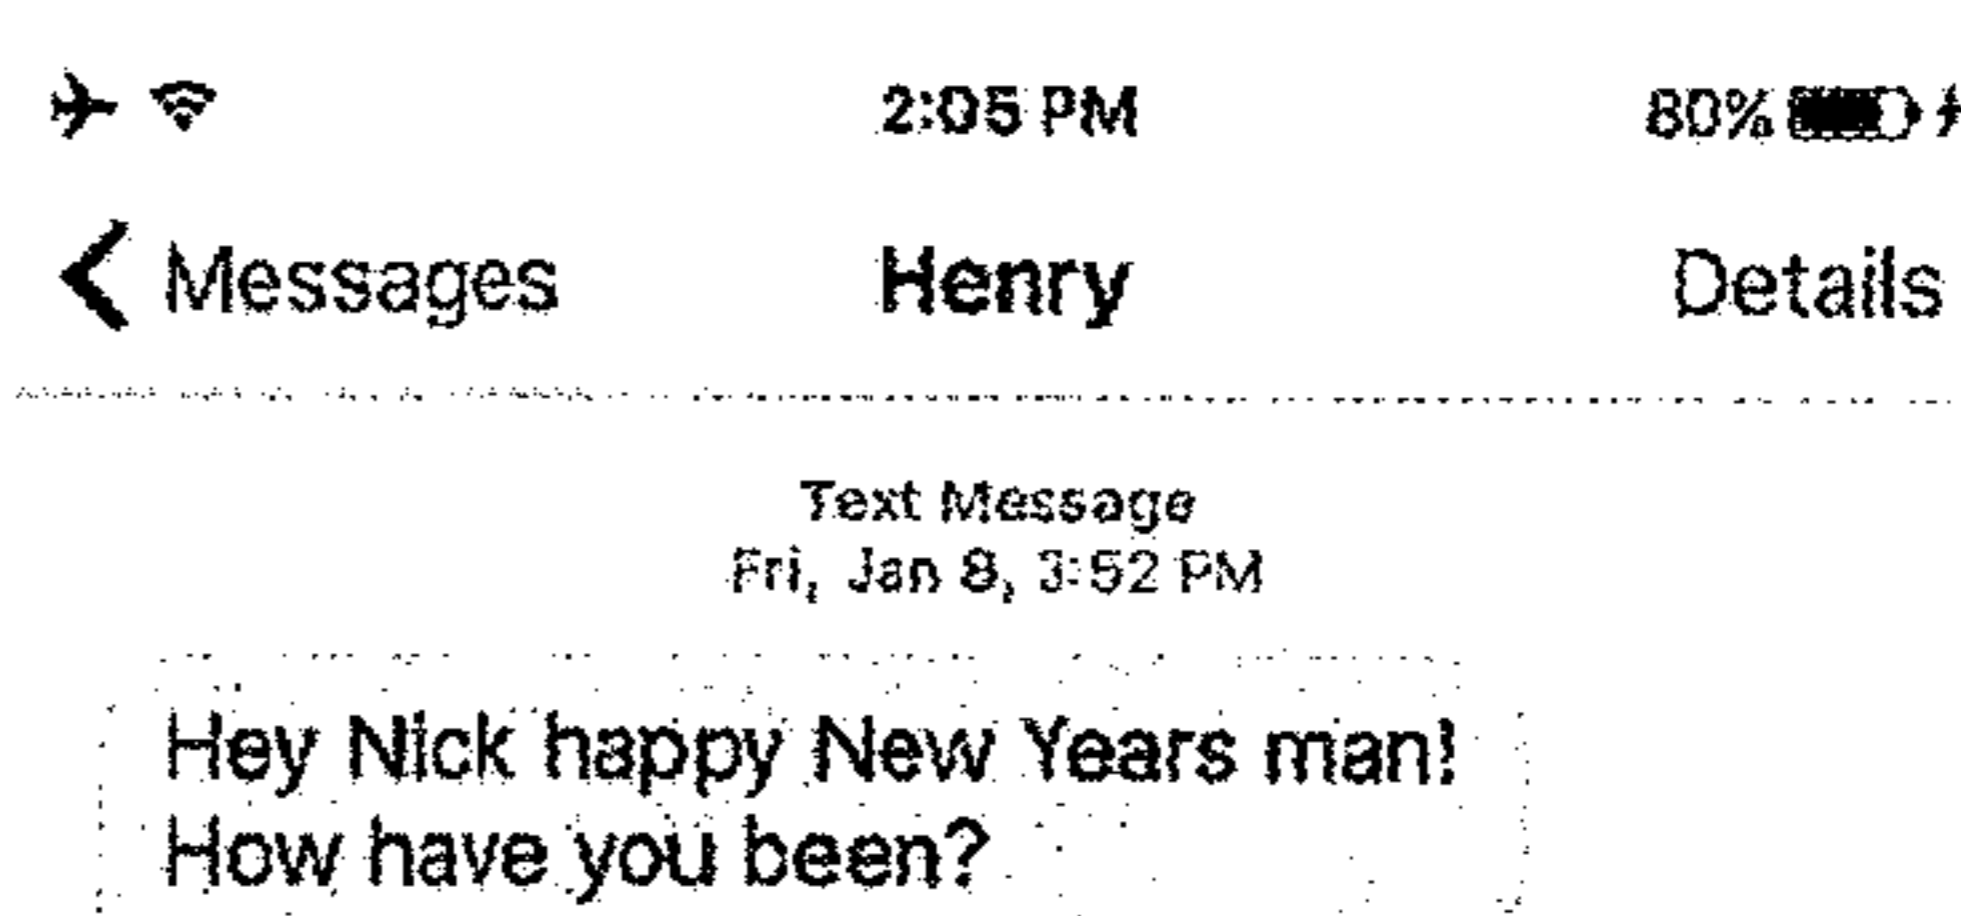 2:05 PM 80%
Messages Henry Details
Text Message
Fri, Jan 8, 3:52 PM
Hey Nick happy New Years man!
How have you been?